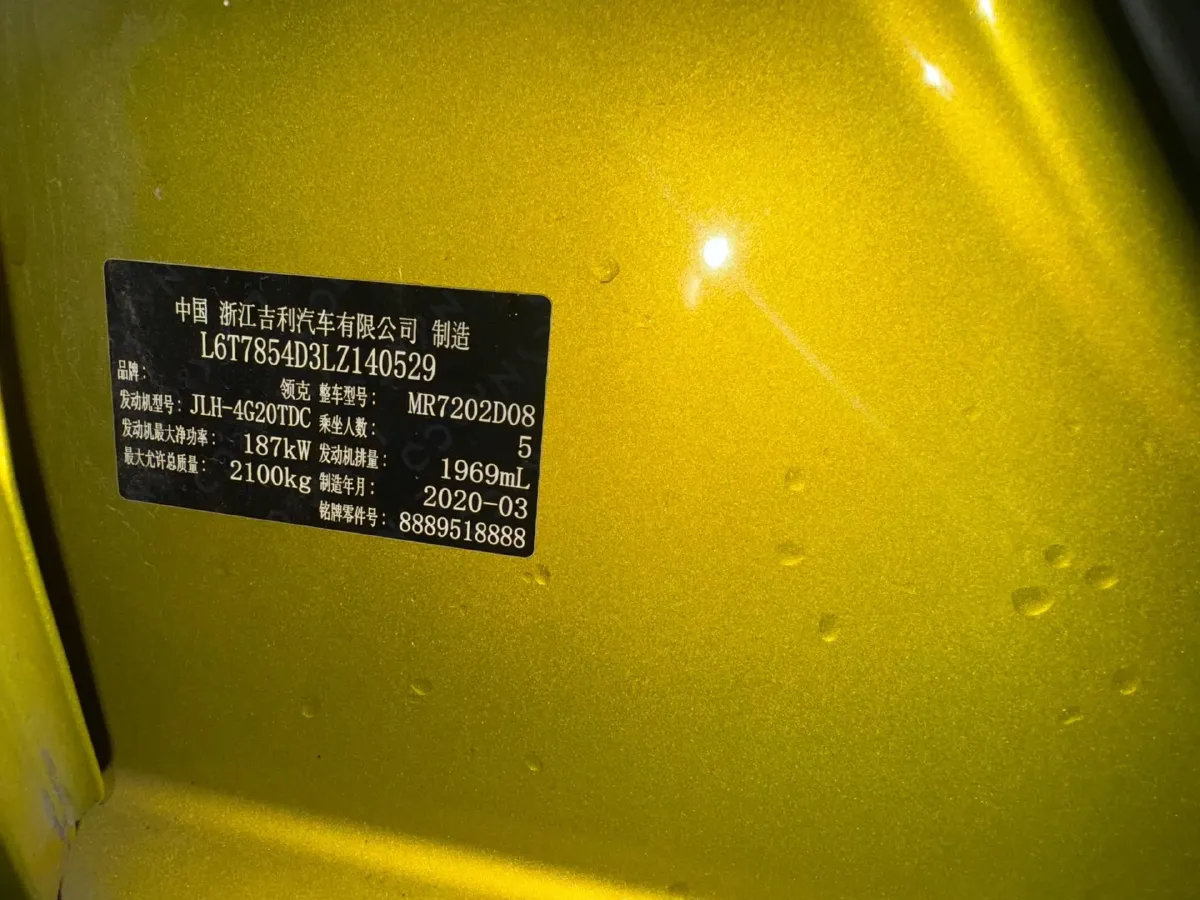 中国 浙江吉利汽车有限公司 制造
L6T7854D3LZ140529
品牌： 领克 整车型号： MR7202D08
发动机型号： JLH-4G20TDC 乘坐人数： 5
发动机最大净功率： 187kW 发动机排量： 1969mL
最大允许总质量： 2100kg 制造年月： 2020-03
铭牌零件号： 8889518888